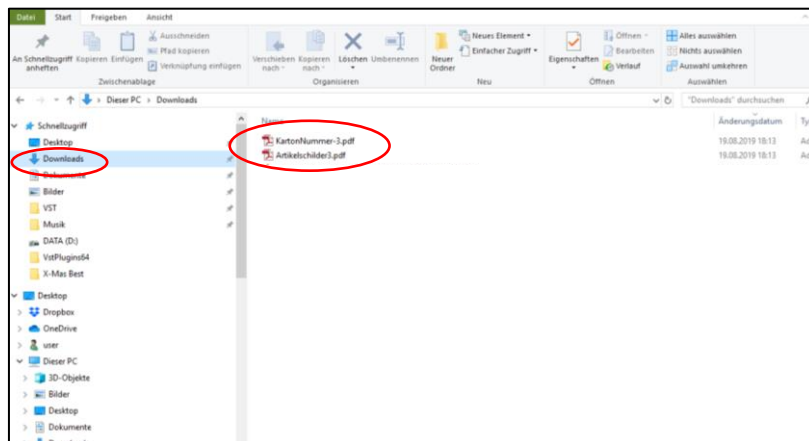 Datei Start Freigeben Ansicht
An Schnellzugriff anheften
Kopieren
Einfügen
Ausschneiden
Pfad kopieren
Verknüpfung einfügen
Zwischenablage
Verschieben nach
Kopieren nach
Löschen
Umbenennen
Organisieren
Neuer Ordner
Neues Element
Einfacher Zugriff
Neu
Eigenschaften
Öffnen
Bearbeiten
Verlauf
Öffnen
Alles auswählen
Nichts auswählen
Auswahl umkehren
Auswählen
Dieser PC › Downloads
"Downloads" durchsuchen
Name Änderungsdatum
KartonNummer-3.pdf 19.08.2019 18:13
Artikelschilder3.pdf 19.08.2019 18:13
Schnellzugriff
Desktop
Downloads
Dokumente
Bilder
VST
Musik
DATA (D:)
VstPlugins64
X-Mas Best
Desktop
Dropbox
OneDrive
user
Dieser PC
3D-Objekte
Bilder
Desktop
Dokumente